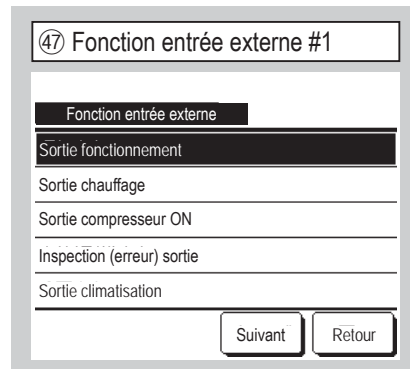 ㊼ Fonction entrée externe #1
Fonction entrée externe
Sortie fonctionnement
Sortie chauffage
Sortie compresseur ON
Inspection (erreur) sortie
Sortie climatisation
Suivant Retour